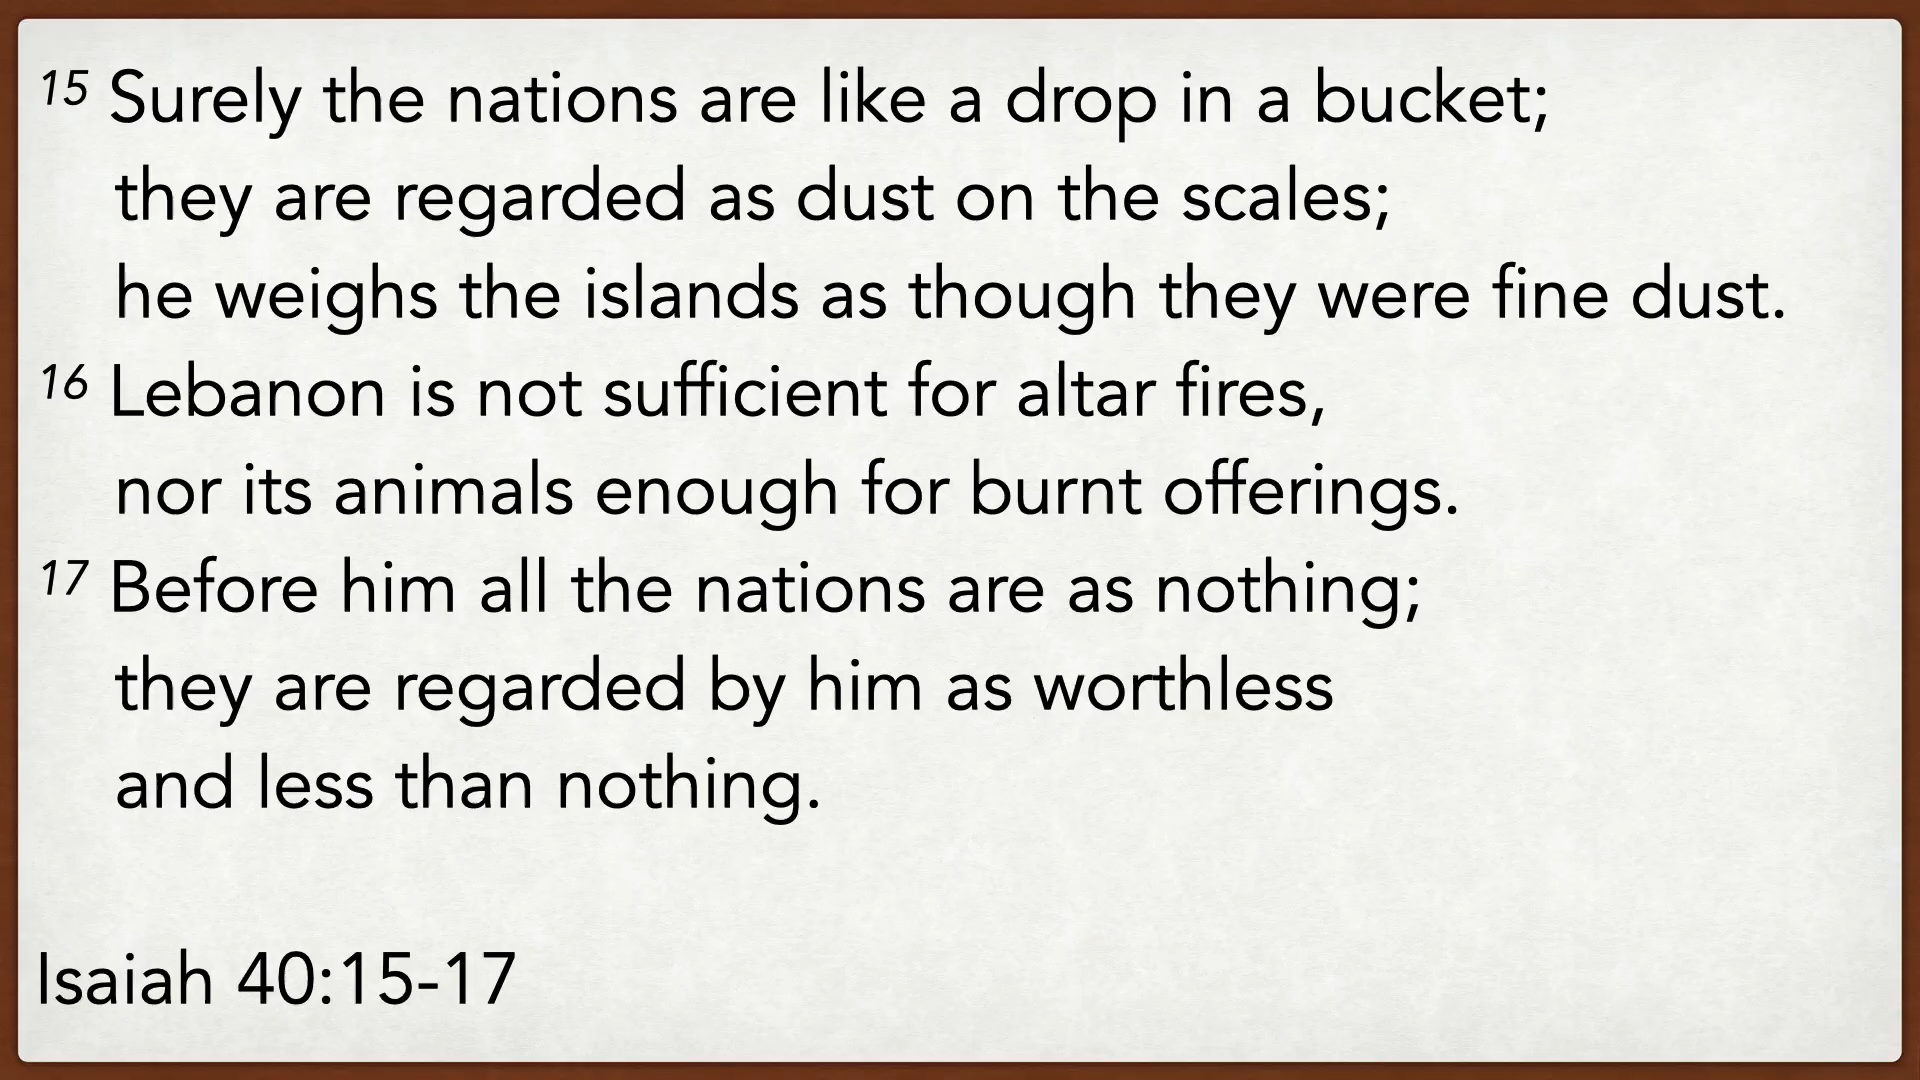 15 Surely the nations are like a drop in a bucket;
they are regarded as dust on the scales;
he weighs the islands as though they were fine dust.
16 Lebanon is not sufficient for altar fires,
nor its animals enough for burnt offerings.
17 Before him all the nations are as nothing;
they are regarded by him as worthless
and less than nothing.
Isaiah 40:15-17